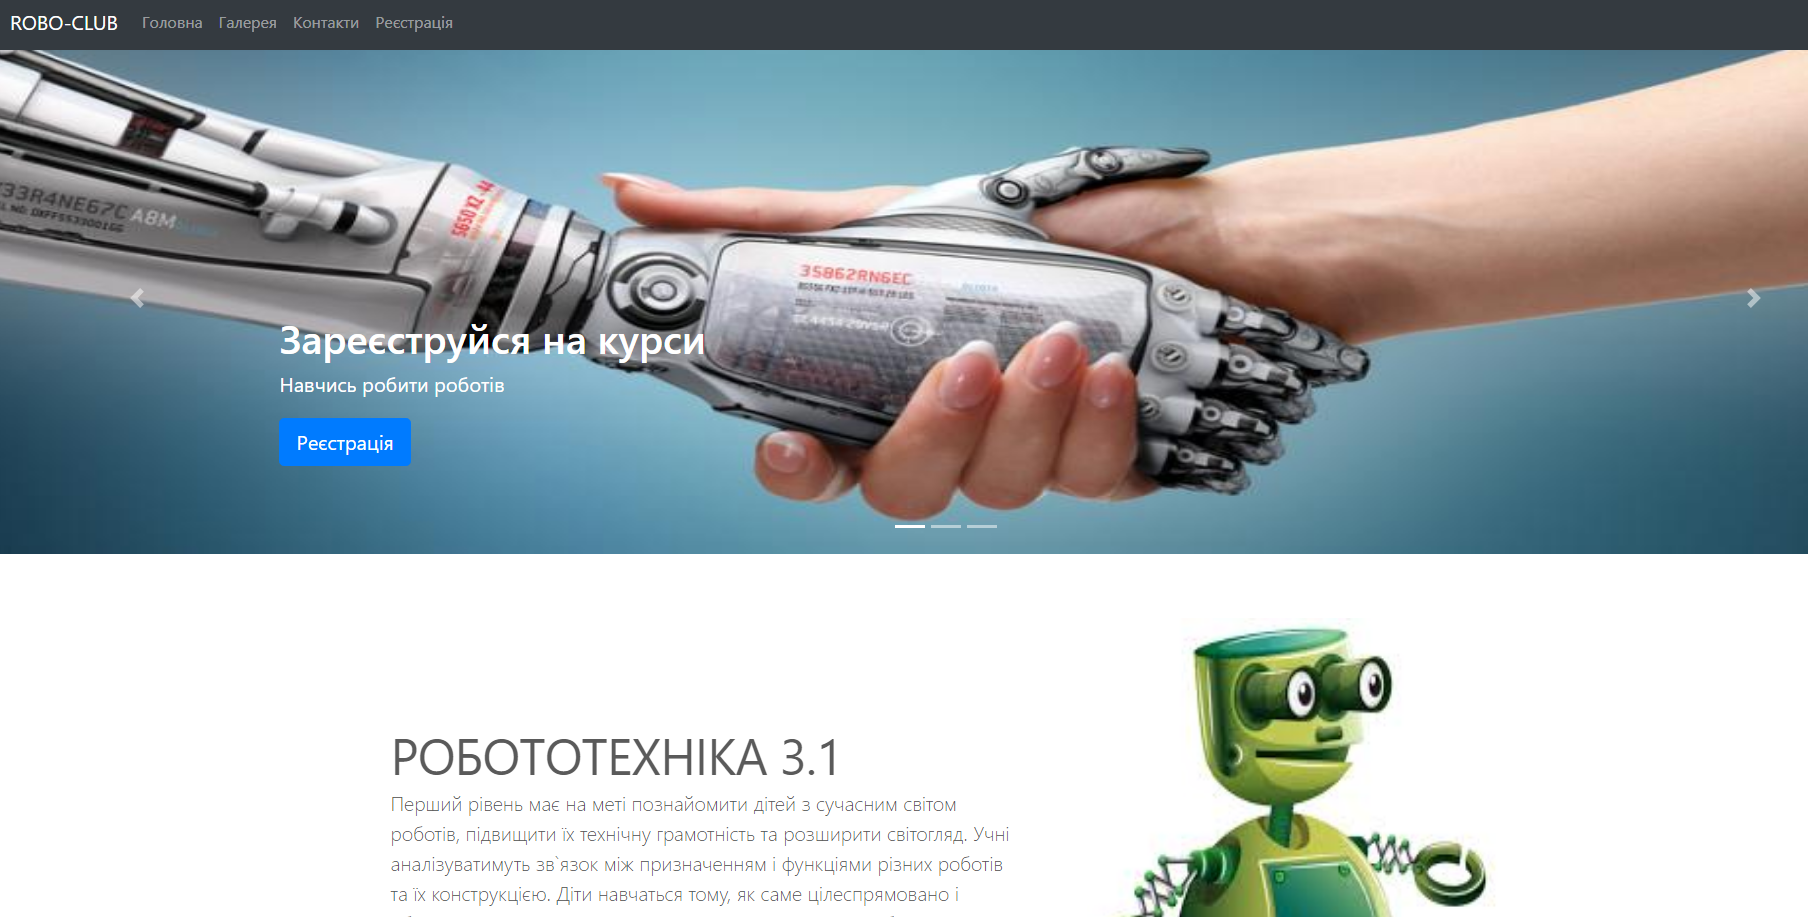 ROBO-CLUB Головна Галерея Контакти Реєстрація
33R4NE67C A8M
5650 XZ -44
35862RN6EC
Зареєструйся на курси
Навчись робити роботів
Реєстрація
РОБОТОТЕХНІКА 3.1
Перший рівень має на меті познайомити дітей з сучасним світом
роботів, підвищити їх технічну грамотність та розширити світогляд. Учні
аналізуватимуть зв`язок між призначенням і функціями різних роботів
та їх конструкцією. Діти навчаться тому, як саме цілеспрямовано і